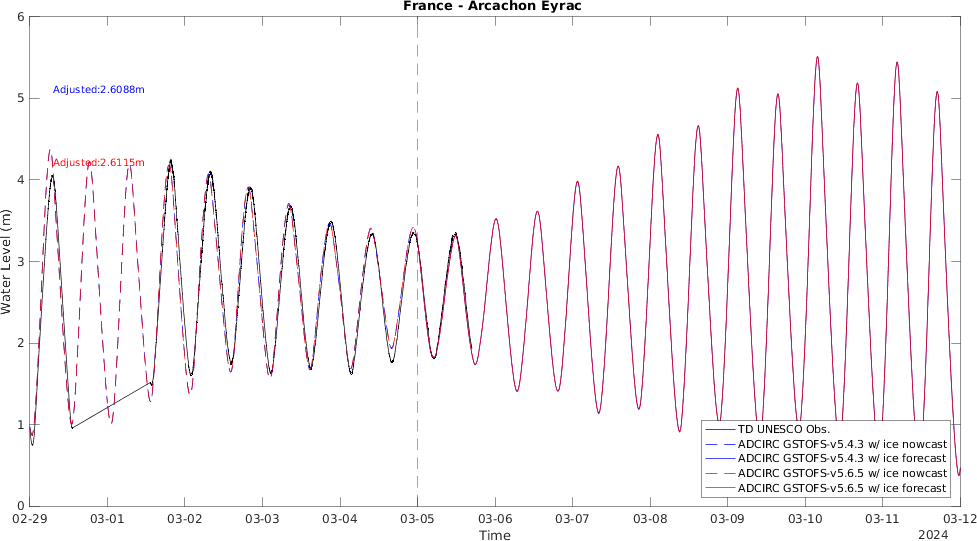 France - Arcachon Eyrac
6
5
4
3
2
1
0
Water Level (m)
Adjusted:2.6088m
Adjusted:2.6115m
TD UNESCO Obs.
ADCIRC GSTOFS-v5.4.3 w/ ice nowcast
ADCIRC GSTOFS-v5.4.3 w/ ice forecast
ADCIRC GSTOFS-v5.6.5 w/ ice nowcast
ADCIRC GSTOFS-v5.6.5 w/ ice forecast
02-29 03-01 03-02 03-03 03-04 03-05 03-06 03-07 03-08 03-09 03-10 03-11 03-12
Time
2024